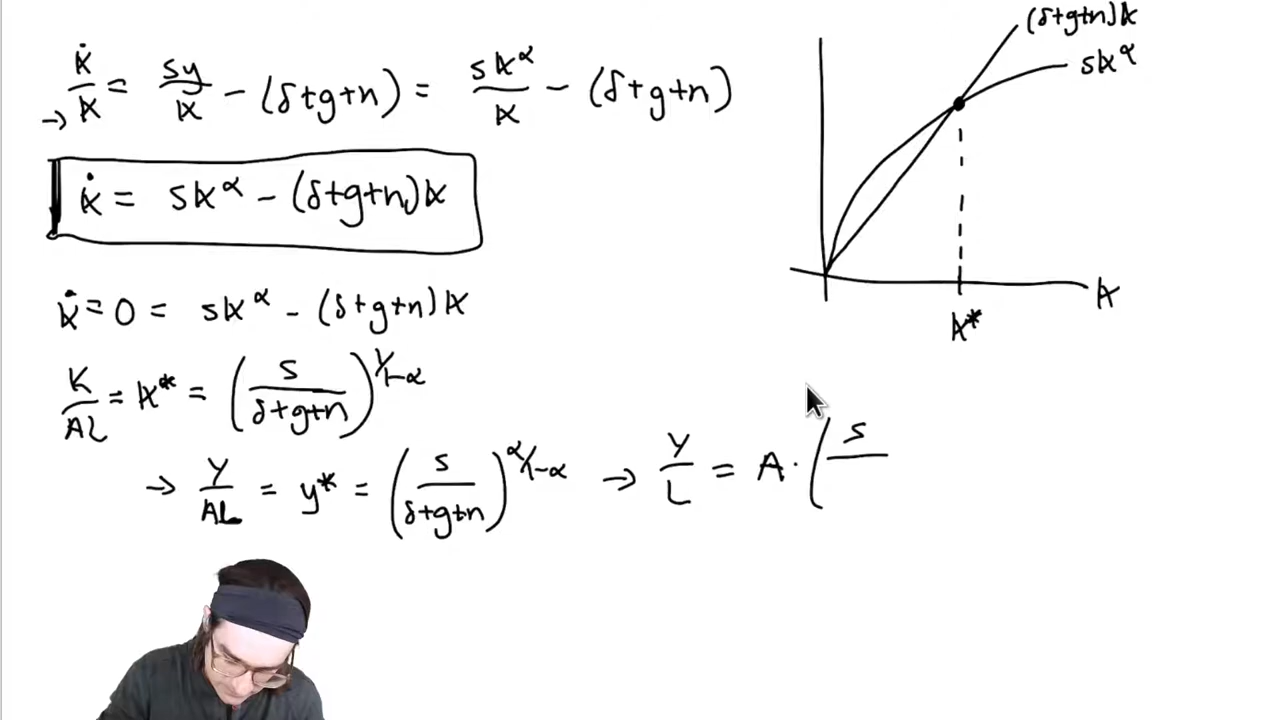 k̇/k = sy/k - (δ+g+n) = sk^α/k - (δ+g+n)
→
k̇ = sk^α - (δ+g+n)k
k̇ = 0 = sk^α - (δ+g+n)k
K/AL = k* = (s/(δ+g+n))^(1/1-α)
→ Y/AL = y* = (s/(δ+g+n))^(α/1-α) → Y/L = A · (s/
(δ+g+n)k
sk^α
k
k*